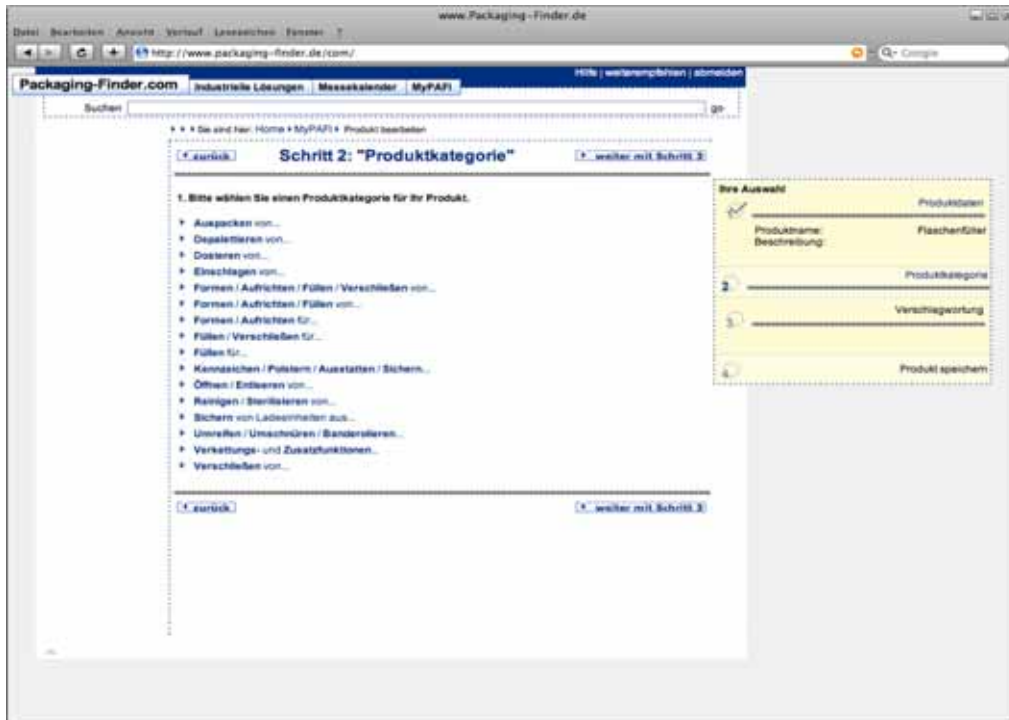 www.Packaging-Finder.de
Datei Bearbeiten Ansicht Verlauf Lesezeichen Fenster ?
http://www.packaging-finder.de/com/
Google
Hilfe | weiterempfehlen | abmelden
Packaging-Finder.com Industrielle Lösungen Messekalender MyPAFI
Suchen go
Sie sind hier: Home MyPAFI Produkt bearbeiten
zurück Schritt 2: "Produktkategorie" weiter mit Schritt 3
1. Bitte wählen Sie einen Produktkategorie für Ihr Produkt.
Auspacken von...
Depalettieren von...
Dosieren von...
Einschlagen von...
Formen / Aufrichten / Füllen / Verschließen von...
Formen / Aufrichten / Füllen von...
Formen / Aufrichten für...
Füllen / Verschließen für...
Füllen für...
Kennzeichen / Polstern / Ausstatten / Sichern...
Öffnen / Entleeren von...
Reinigen / Sterilisieren von...
Sichern von Ladeeinheiten aus...
Umreifen / Umschnüren / Banderolieren...
Verkettungs- und Zusatzfunktionen...
Verschließen von...
zurück weiter mit Schritt 3
Ihre Auswahl
Produktdaten
Produktname: Flaschenfüller
Beschreibung:
2. Produktkategorie
3. Verschlagwortung
4. Produkt speichern